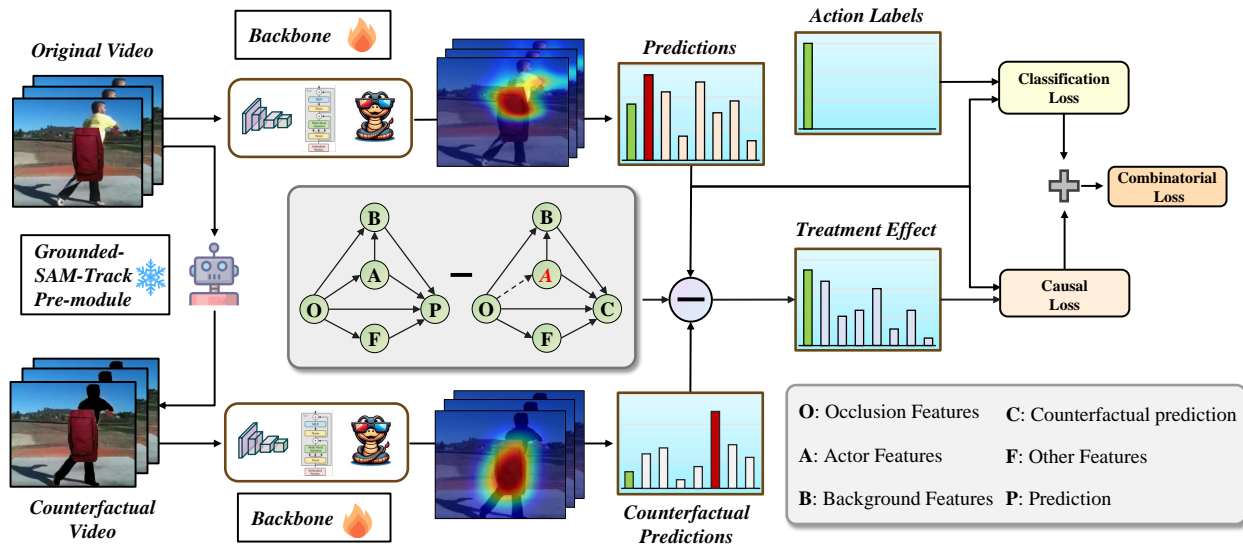 Original Video
Backbone
Predictions
Action Labels
Classification
Loss
Combinatorial
Loss
Treatment Effect
Causal
Loss
Grounded-
SAM-Track
Pre-module
B
A
O
P
F
B
A
O
C
F
Counterfactual
Video
Backbone
Counterfactual
Predictions
O: Occlusion Features
C: Counterfactual prediction
A: Actor Features
F: Other Features
B: Background Features
P: Prediction